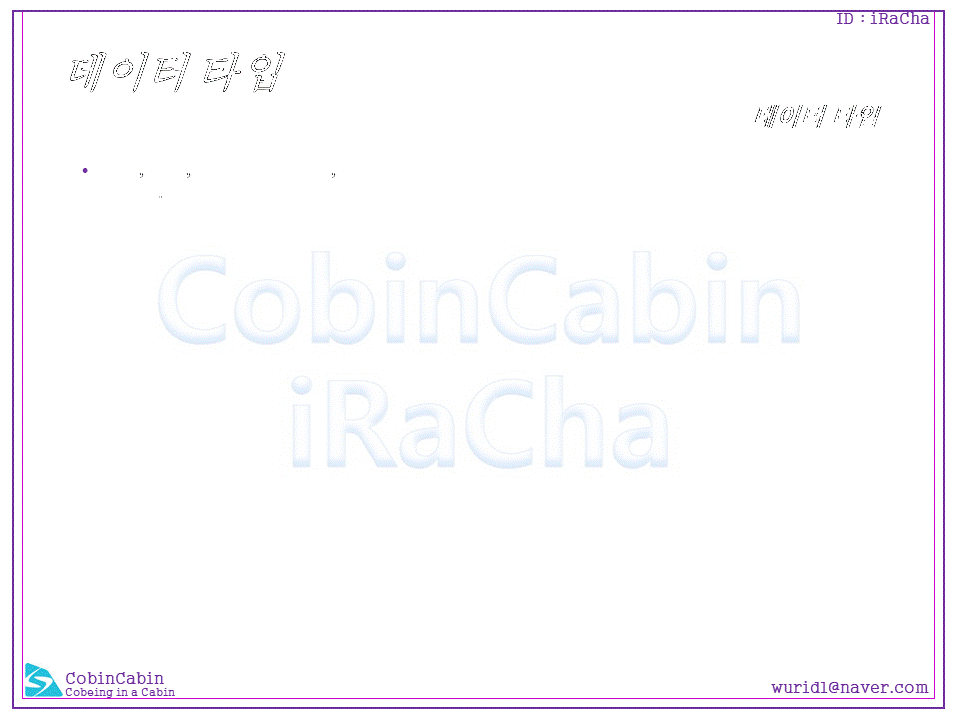 ID : iRaCha
데이터 타입
데이터 타입
• , , ,
CobinCabin
iRaCha
CobinCabin
Cobeing in a Cabin
wurid1@naver.com